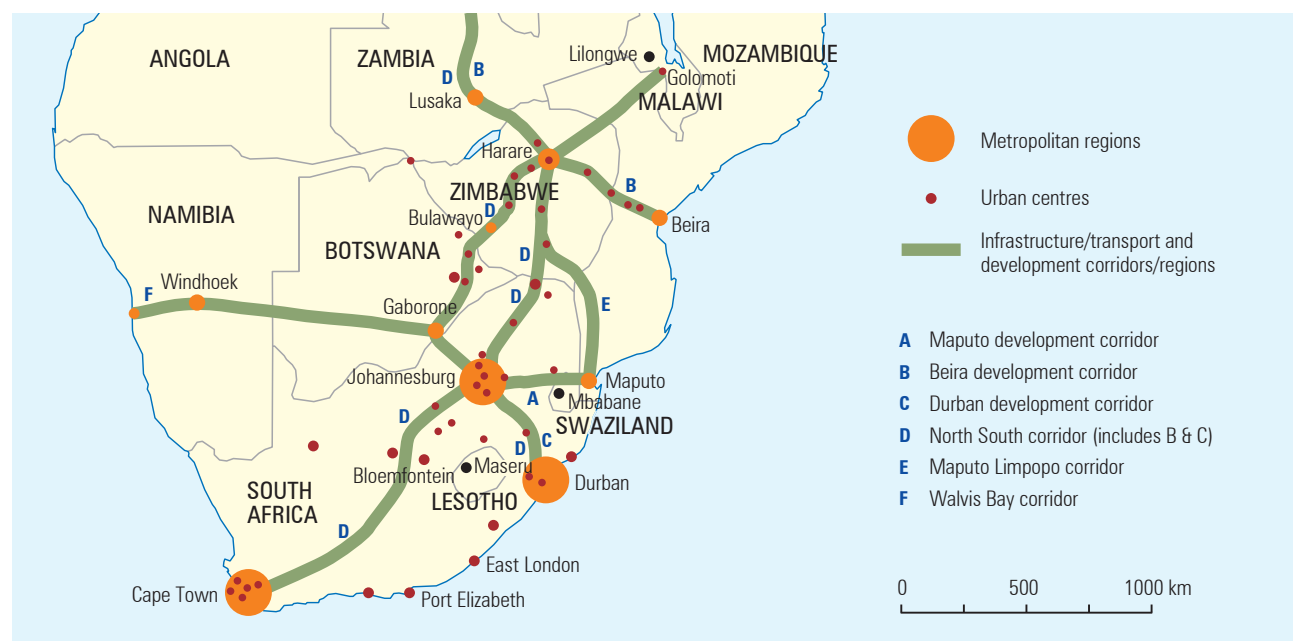 ANGOLA
ZAMBIA
Lilongwe
MOZAMBIQUE
D
B
Golomoti
Lusaka
MALAWI
Harare
ZIMBABWE
B
NAMIBIA
Bulawayo
D
Beira
BOTSWANA
D
Windhoek
F
D
E
Gaborone
Johannesburg
Maputo
A
Mbabane
D
SWAZILAND
D
C
Bloemfontein
Maseru
Durban
SOUTH
AFRICA
LESOTHO
D
East London
Cape Town
Port Elizabeth
Metropolitan regions
Urban centres
Infrastructure/transport and
development corridors/regions
A Maputo development corridor
B Beira development corridor
C Durban development corridor
D North South corridor (includes B & C)
E Maputo Limpopo corridor
F Walvis Bay corridor
0 500 1000 km